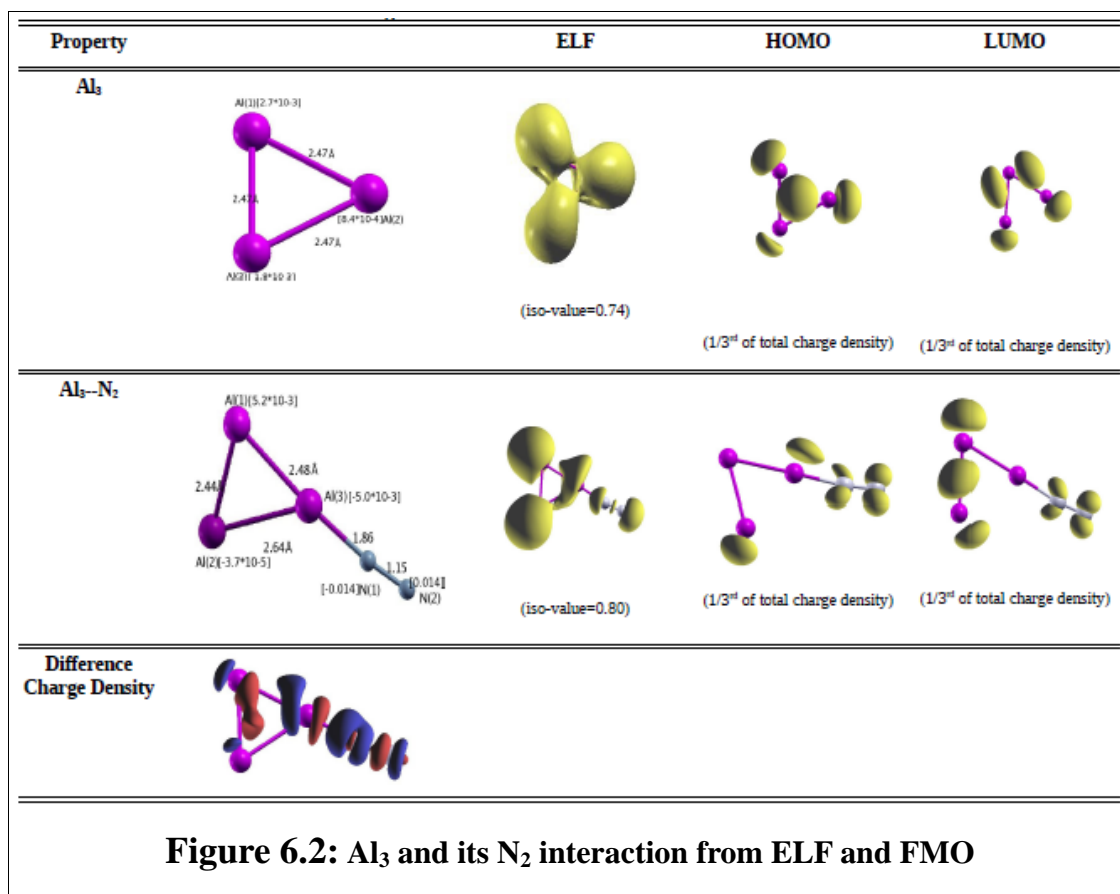 Property ELF HOMO LUMO
Al₃
Al(1)[2.7*10-3]
2.47Å
2.47Å
[8.4*10-4]Al(2)
2.47Å
(iso-value=0.74)
(1/3ʳᵈ of total charge density) (1/3ʳᵈ of total charge density)
Al₃--N₂
Al(1)[5.2*10-3]
2.48Å
2.44Å
Al(3)[-5.0*10-3]
2.64Å
1.86
Al(2)[-3.7*10-5]
1.15
[-0.014]N(1)
[0.014]
N(2)
(iso-value=0.80)
(1/3ʳᵈ of total charge density) (1/3ʳᵈ of total charge density)
Difference
Charge Density
Figure 6.2: Al₃ and its N₂ interaction from ELF and FMO